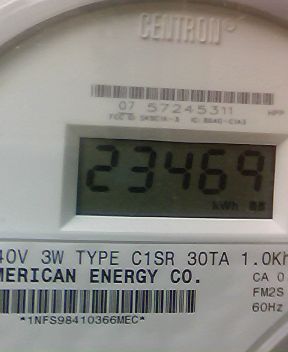 CENTRON
07 57245311
23469
kWh
40V 3W TYPE C1SR 30TA 1.0Kh
MERICAN ENERGY CO.
CA 0
FM2S
60Hz
*1NFS98410366MEC*